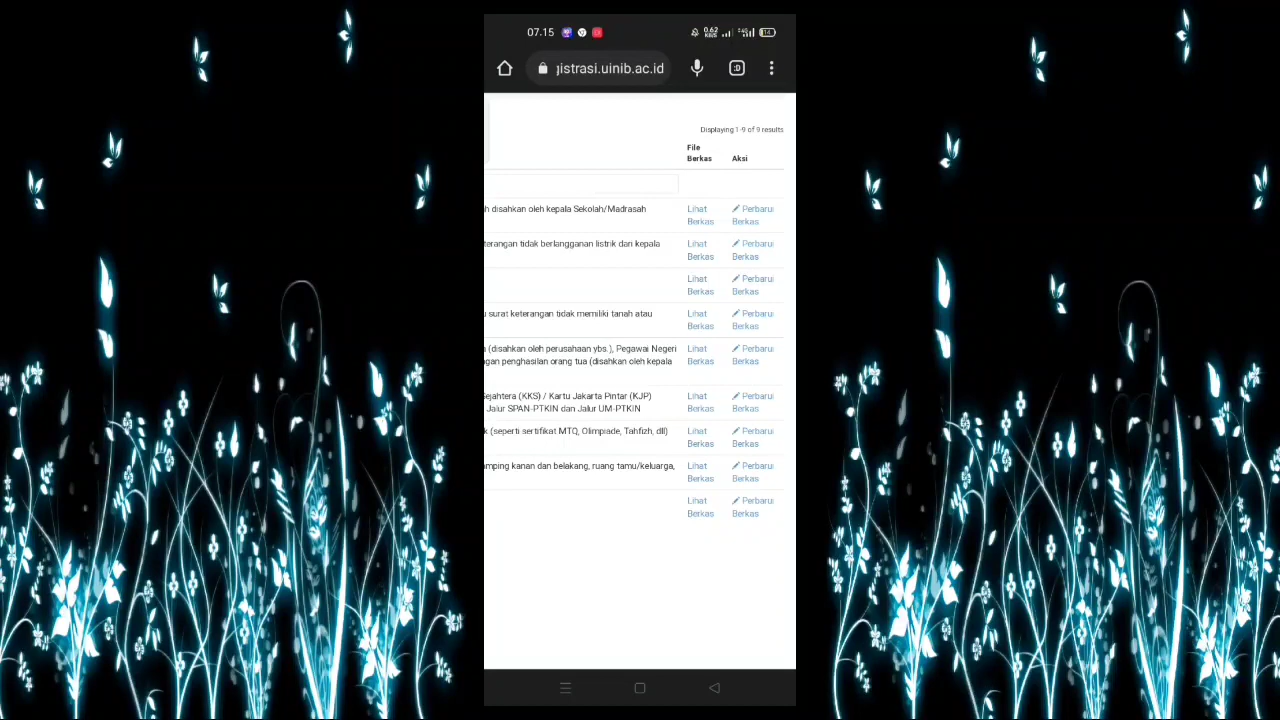 07.15
0.62
KB/S
14
gistrasi.uinib.ac.id
:D
Displaying 1-9 of 9 results
File
Berkas
Aksi
h disahkan oleh kepala Sekolah/Madrasah
Lihat
Berkas
Perbarui
Berkas
terangan tidak berlangganan listrik dari kepala
Lihat
Berkas
Perbarui
Berkas
Lihat
Berkas
Perbarui
Berkas
u surat keterangan tidak memiliki tanah atau
Lihat
Berkas
Perbarui
Berkas
a (disahkan oleh perusahaan ybs.), Pegawai Negeri
gan penghasilan orang tua (disahkan oleh kepala
Lihat
Berkas
Perbarui
Berkas
Sejahtera (KKS) / Kartu Jakarta Pintar (KJP)
Jalur SPAN-PTKIN dan Jalur UM-PTKIN
Lihat
Berkas
Perbarui
Berkas
k (seperti sertifikat MTQ, Olimpiade, Tahfizh, dll)
Lihat
Berkas
Perbarui
Berkas
amping kanan dan belakang, ruang tamu/keluarga,
Lihat
Berkas
Perbarui
Berkas
Lihat
Berkas
Perbarui
Berkas